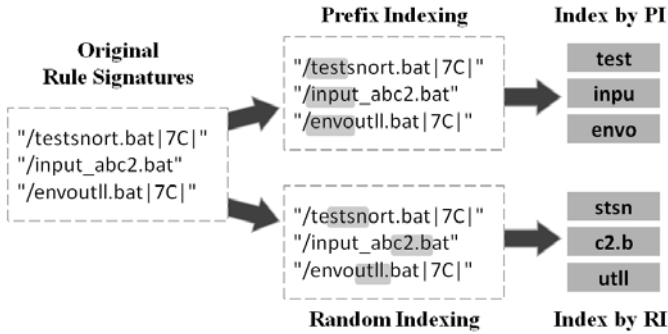 Original
Rule Signatures
"/testsnort.bat|7C|"
"/input_abc2.bat"
"/envoutll.bat|7C|"
Prefix Indexing
"/testsnort.bat|7C|"
"/input_abc2.bat"
"/envoutll.bat|7C|"
Index by PI
test
inpu
envo
"/testsnort.bat|7C|"
"/input_abc2.bat"
"/envoutll.bat|7C|"
Random Indexing
stsn
c2.b
utll
Index by RI